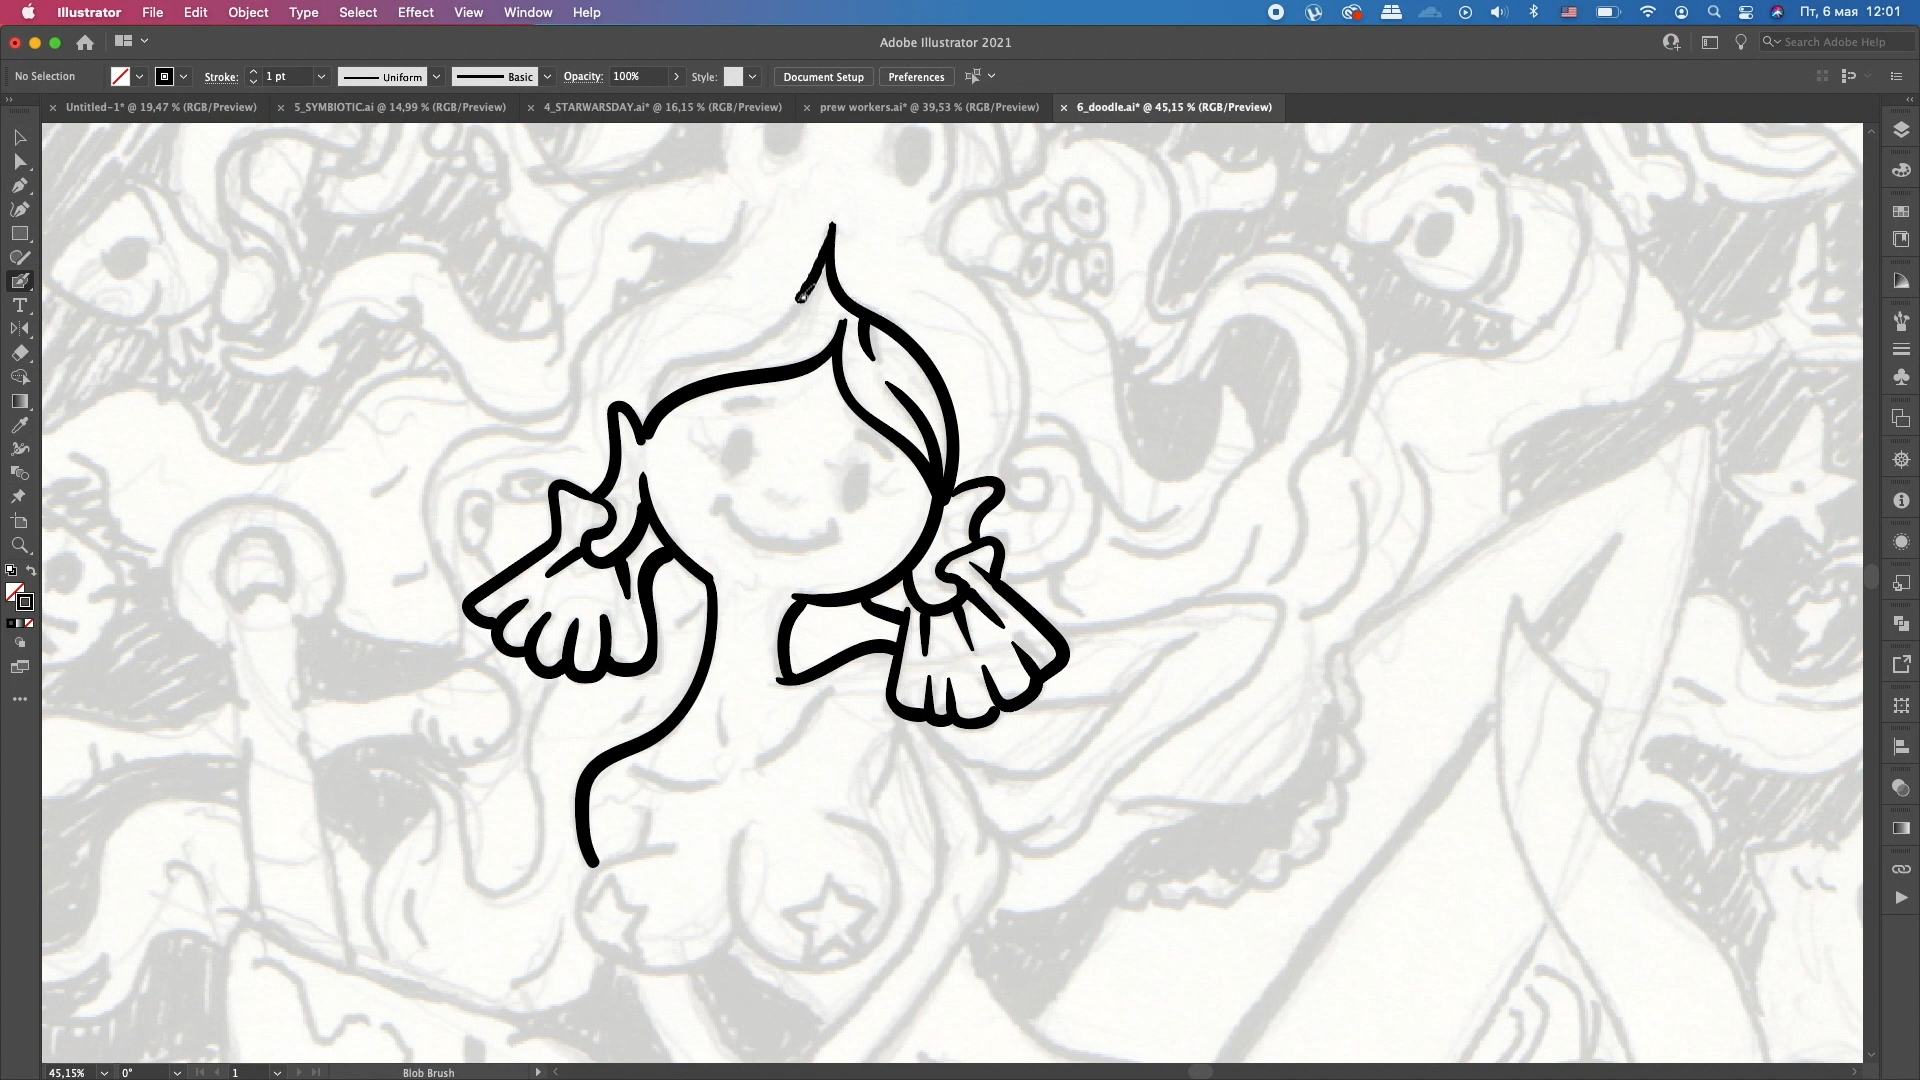 Illustrator File Edit Object Type Select Effect View Window Help Пт, 6 мая 12:01
Adobe Illustrator 2021 Search Adobe Help
No Selection Stroke: 1 pt Uniform Basic Opacity: 100% Style: Document Setup Preferences
Untitled-1* @ 19,47 % (RGB/Preview) 5_SYMBIOTIC.ai @ 14,99 % (RGB/Preview) 4_STARWARSDAY.ai* @ 16,15 % (RGB/Preview) prew workers.ai* @ 39,53 % (RGB/Preview) 6_doodle.ai* @ 45,15 % (RGB/Preview)
45,15% 0° 1 Blob Brush